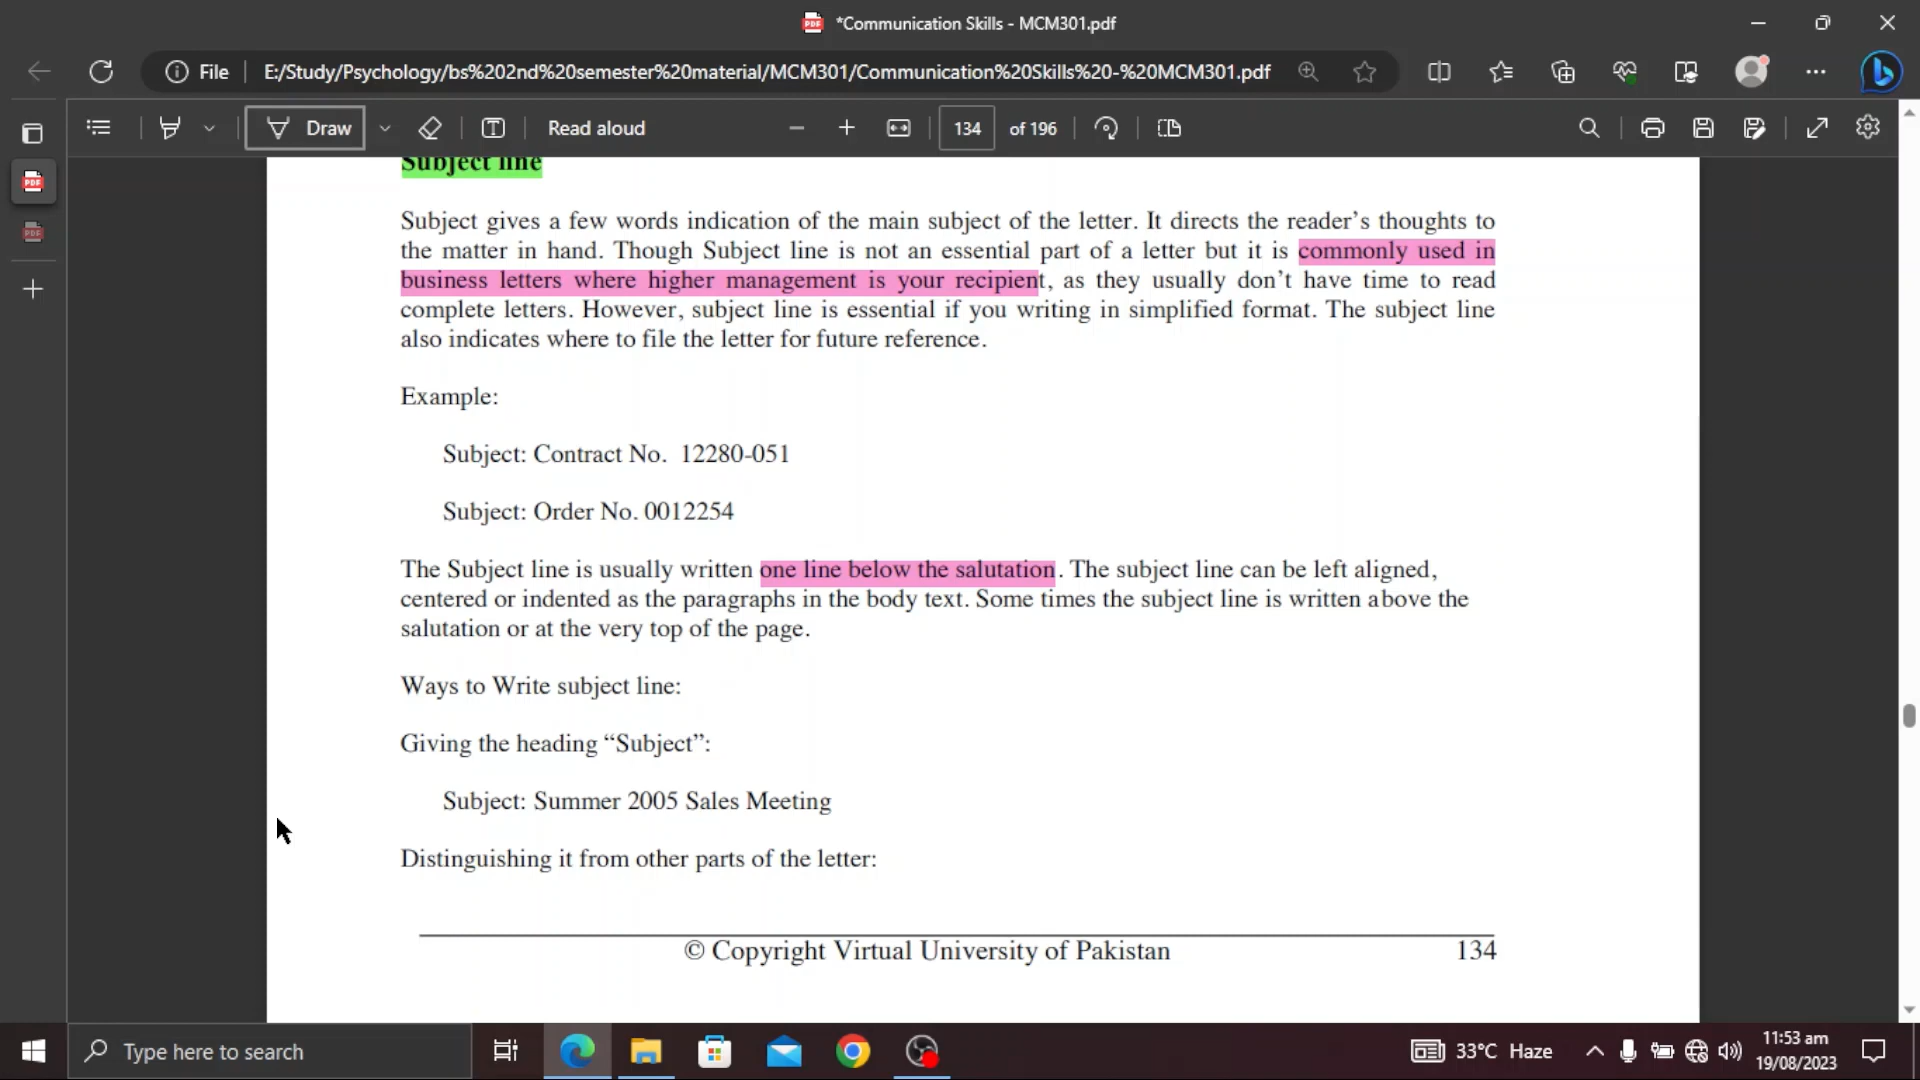 *Communication Skills - MCM301.pdf
File
E:/Study/Psychology/bs%202nd%20semester%20material/MCM301/Communication%20Skills%20-%20MCM301.pdf
Draw
Read aloud
134
of 196
Subject line
Subject gives a few words indication of the main subject of the letter. It directs the reader’s thoughts to
the matter in hand. Though Subject line is not an essential part of a letter but it is commonly used in
business letters where higher management is your recipient, as they usually don’t have time to read
complete letters. However, subject line is essential if you writing in simplified format. The subject line
also indicates where to file the letter for future reference.
Example:
Subject: Contract No. 12280-051
Subject: Order No. 0012254
The Subject line is usually written one line below the salutation. The subject line can be left aligned,
centered or indented as the paragraphs in the body text. Some times the subject line is written above the
salutation or at the very top of the page.
Ways to Write subject line:
Giving the heading “Subject”:
Subject: Summer 2005 Sales Meeting
Distinguishing it from other parts of the letter:
© Copyright Virtual University of Pakistan
134
Type here to search
33°C Haze
11:53 am
19/08/2023